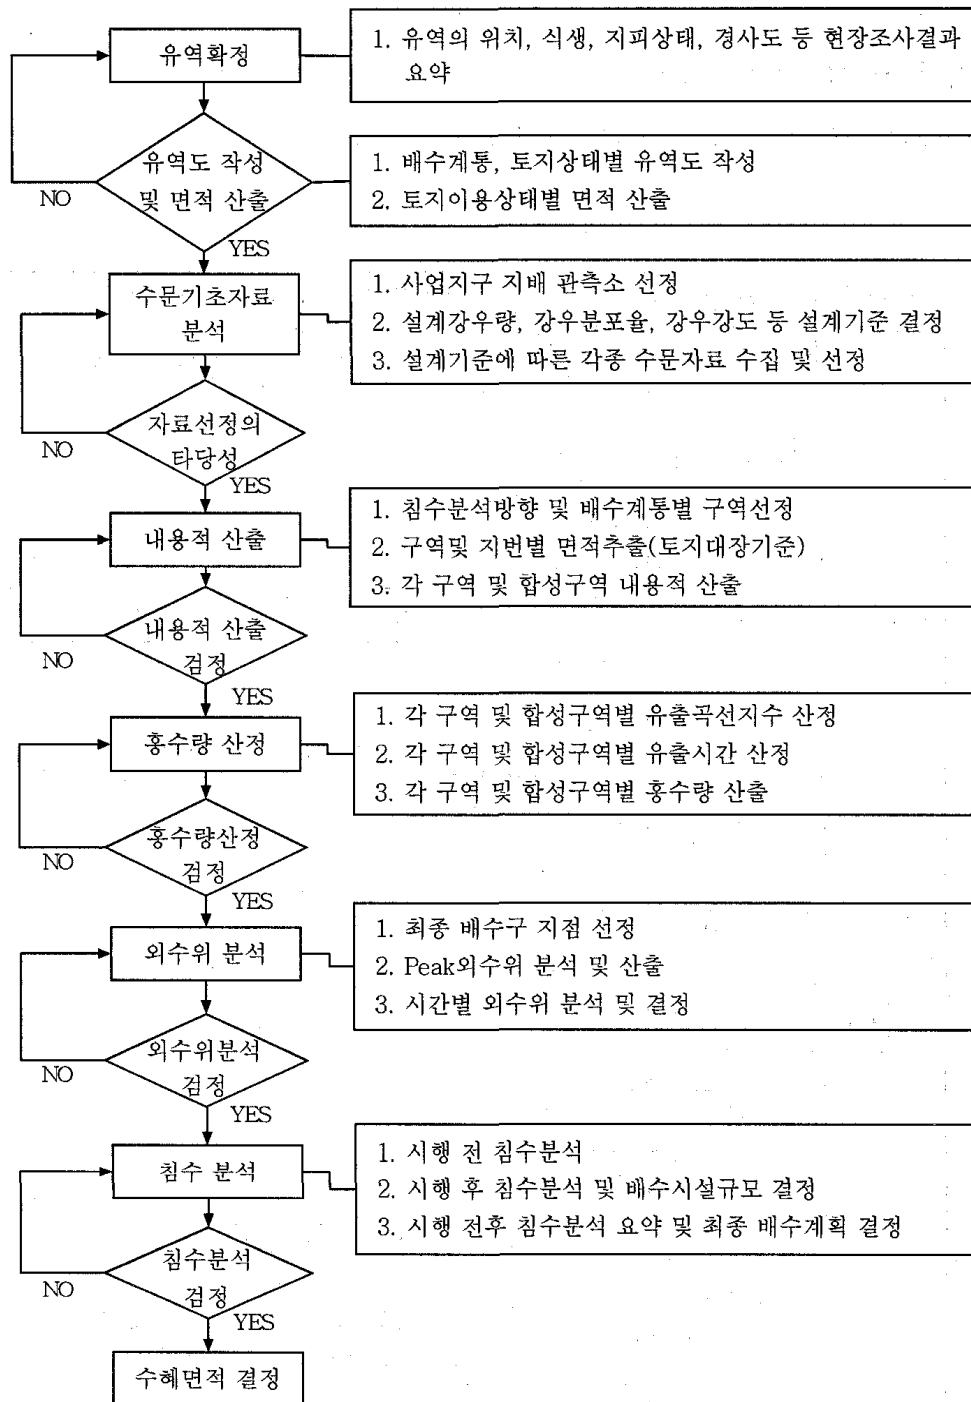 유역확정
1. 유역의 위치, 식생, 지피상태, 경사도 등 현장조사결과
요약
유역도 작성
및 면적 산출
NO
YES
1. 배수계통, 토지상태별 유역도 작성
2. 토지이용상태별 면적 산출
수문기초자료
분석
1. 사업지구 지배 관측소 선정
2. 설계강우량, 강우분포율, 강우강도 등 설계기준 결정
3. 설계기준에 따른 각종 수문자료 수집 및 선정
자료선정의
타당성
NO
YES
내용적 산출
1. 침수분석방향 및 배수계통별 구역선정
2. 구역및 지번별 면적추출(토지대장기준)
3. 각 구역 및 합성구역 내용적 산출
내용적 산출
검정
NO
YES
홍수량 산정
1. 각 구역 및 합성구역별 유출곡선지수 산정
2. 각 구역 및 합성구역별 유출시간 산정
3. 각 구역 및 합성구역별 홍수량 산출
홍수량산정
검정
NO
YES
외수위 분석
1. 최종 배수구 지점 선정
2. Peak외수위 분석 및 산출
3. 시간별 외수위 분석 및 결정
외수위분석
검정
NO
YES
침수 분석
1. 시행 전 침수분석
2. 시행 후 침수분석 및 배수시설규모 결정
3. 시행 전후 침수분석 요약 및 최종 배수계획 결정
침수분석
검정
NO
YES
수혜면적 결정